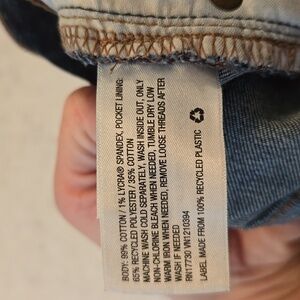 BODY: 99% COTTON / 1% LYCRA® SPANDEX, POCKET LINING:
65% RECYCLED POLYESTER / 35% COTTON
MACHINE WASH COLD SEPARATELY, WASH INSIDE OUT, ONLY
NON-CHLORINE BLEACH WHEN NEEDED, TUMBLE DRY LOW
WARM IRON WHEN NEEDED, REMOVE LOOSE THREADS AFTER
WASH IF NEEDED
RN17730 VN1210394
LABEL MADE FROM 100% RECYCLED PLASTIC